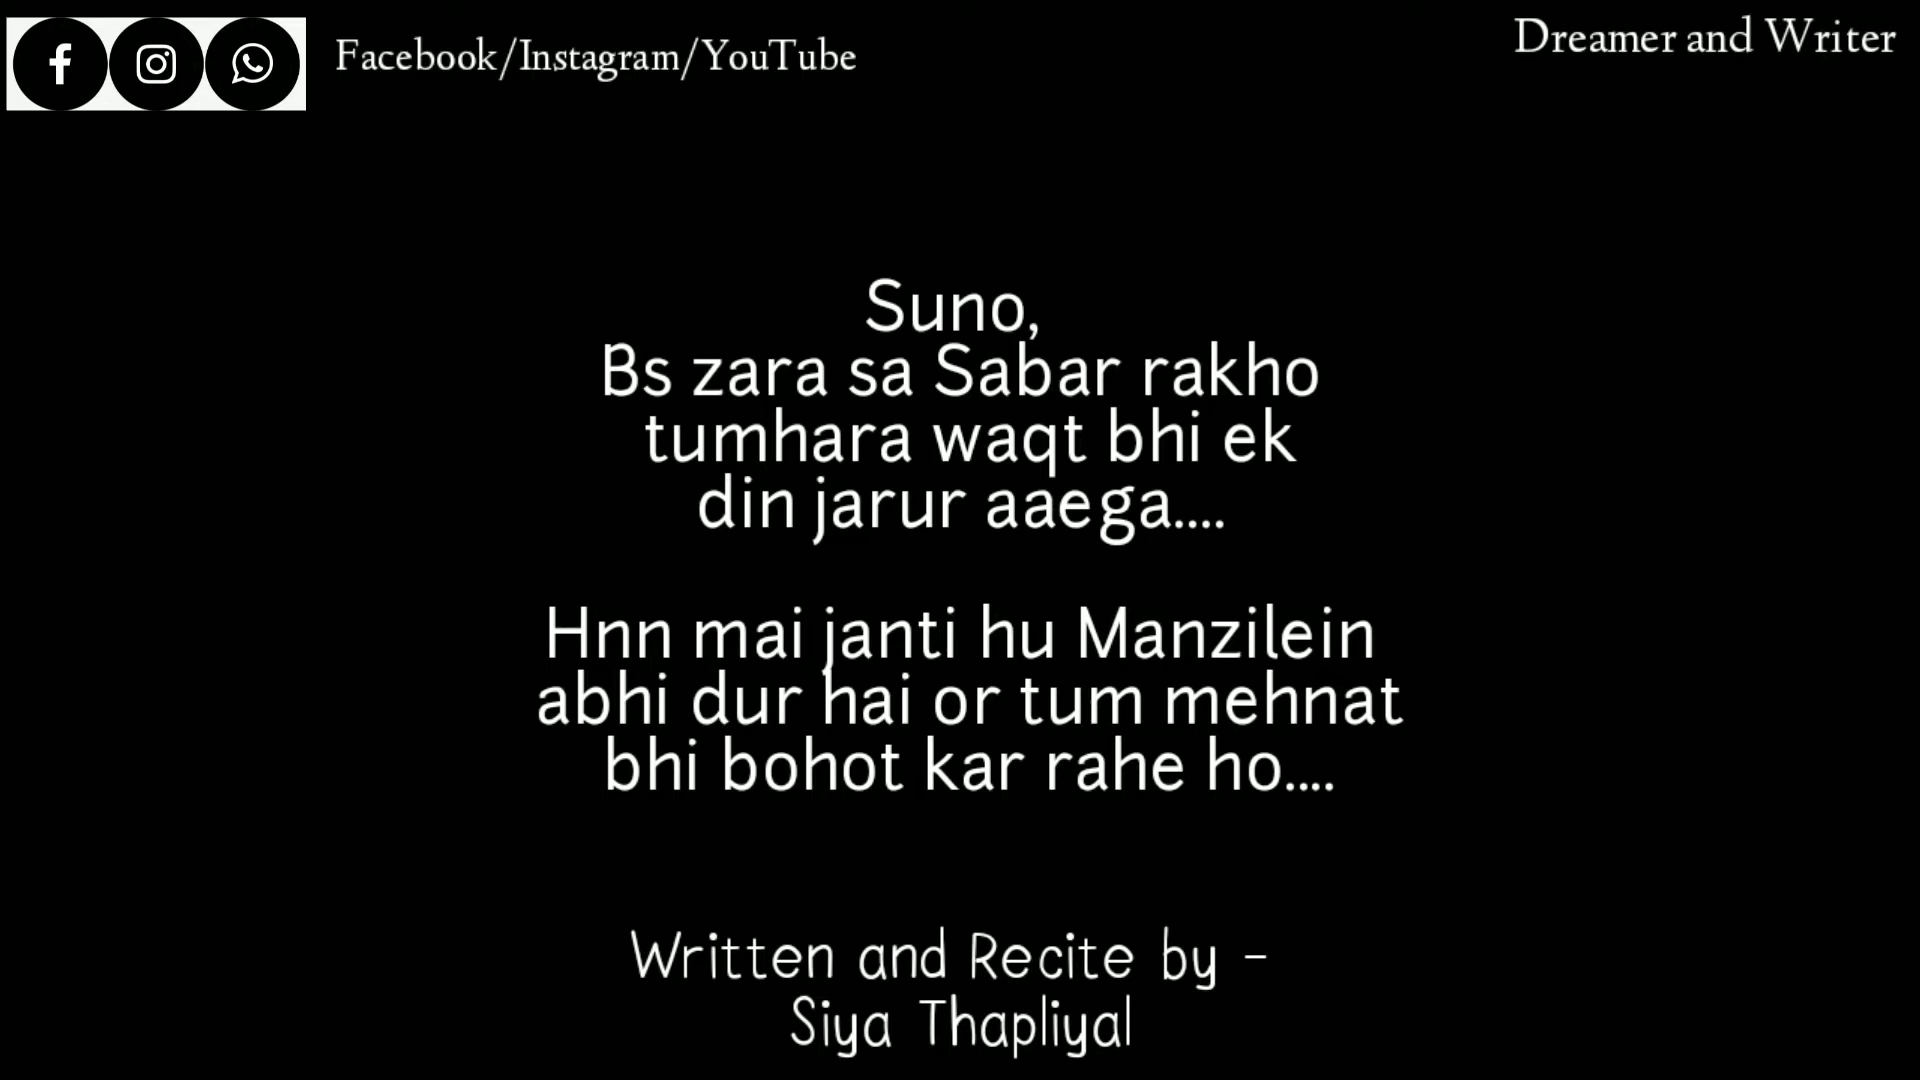 Facebook/Instagram/YouTube
Dreamer and Writer
Suno,
Bs zara sa Sabar rakho
tumhara waqt bhi ek
din jarur aaega....
Hnn mai janti hu Manzilein
abhi dur hai or tum mehnat
bhi bohot kar rahe ho....
Written and Recite by -
Siya Thapliyal